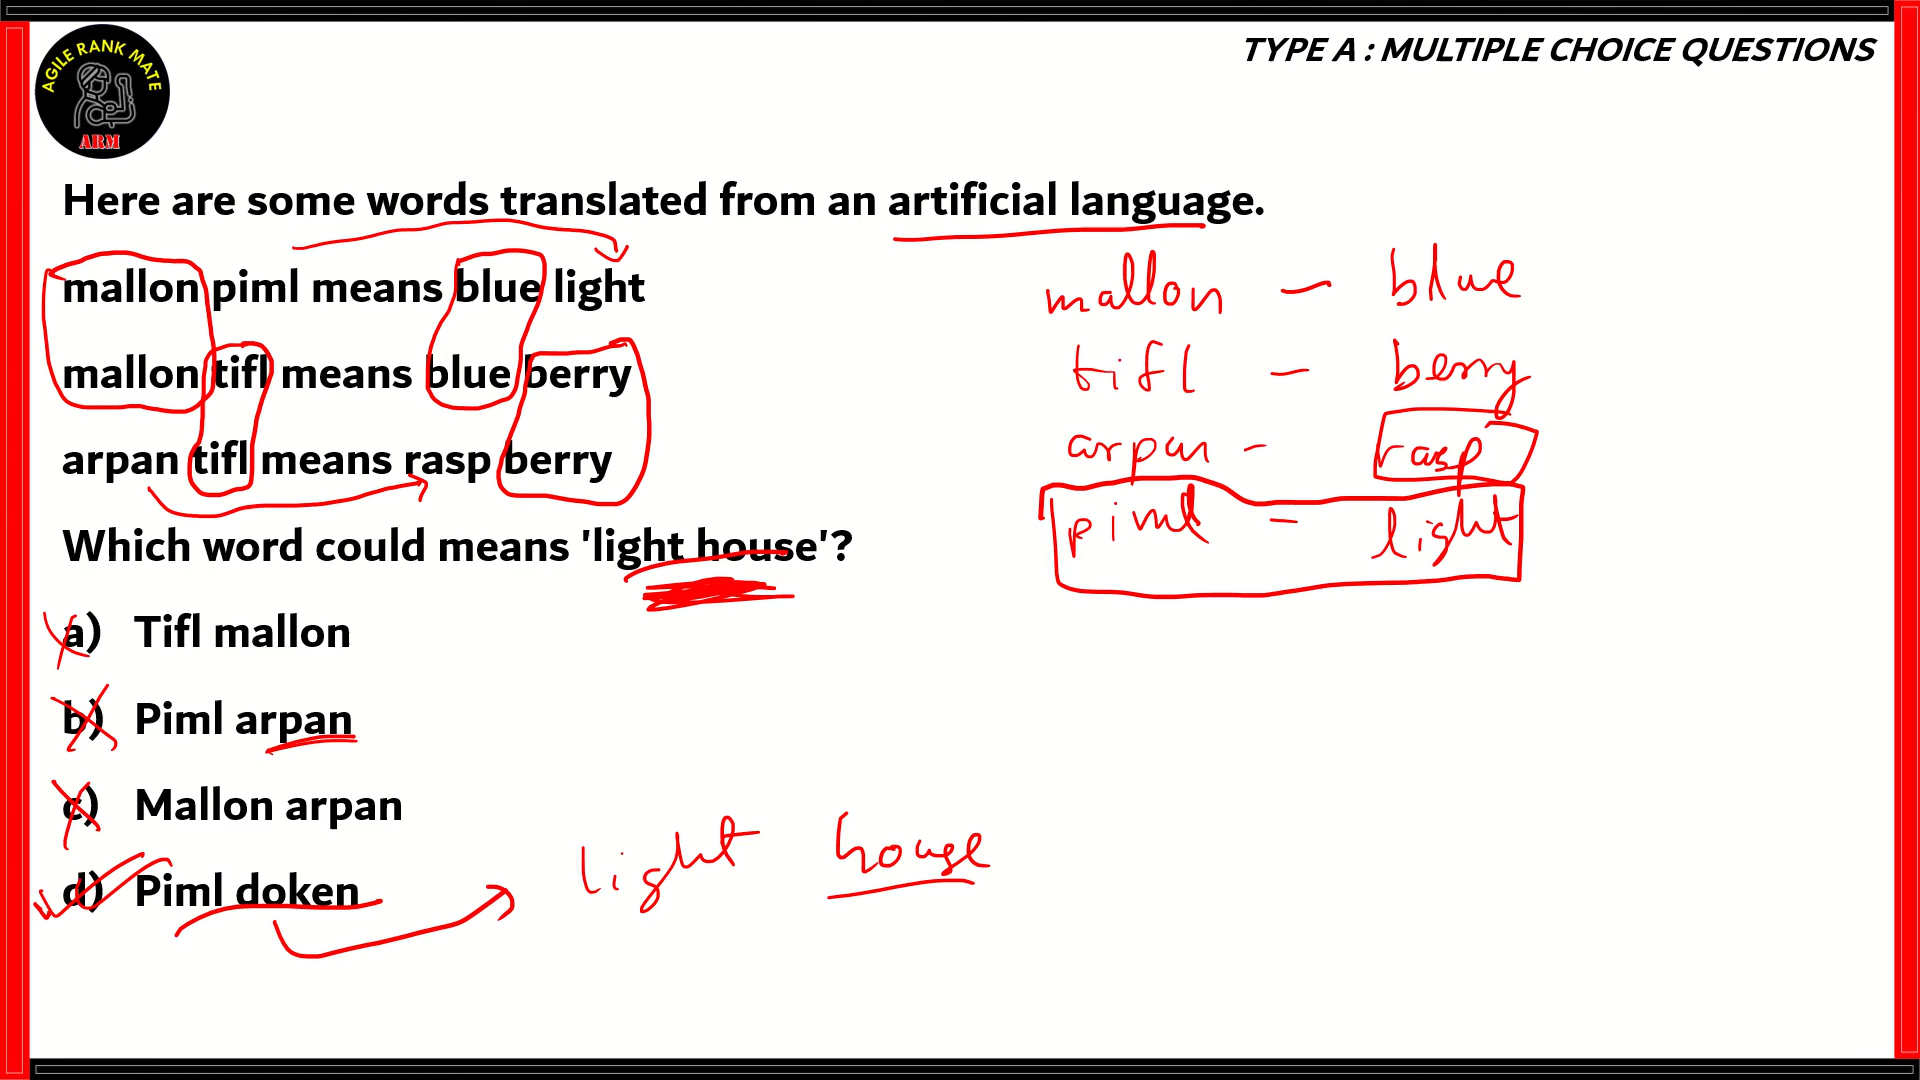 AGILE RANK MATE
ARM
TYPE A : MULTIPLE CHOICE QUESTIONS
Here are some words translated from an artificial language.
mallon piml means blue light
mallon tifl means blue berry
arpan tifl means rasp berry
Which word could means 'light house'?
a) Tifl mallon
b) Piml arpan
c) Mallon arpan
d) Piml doken
mallon – blue
tifl – berry
arpan – rasp
piml – light
light house